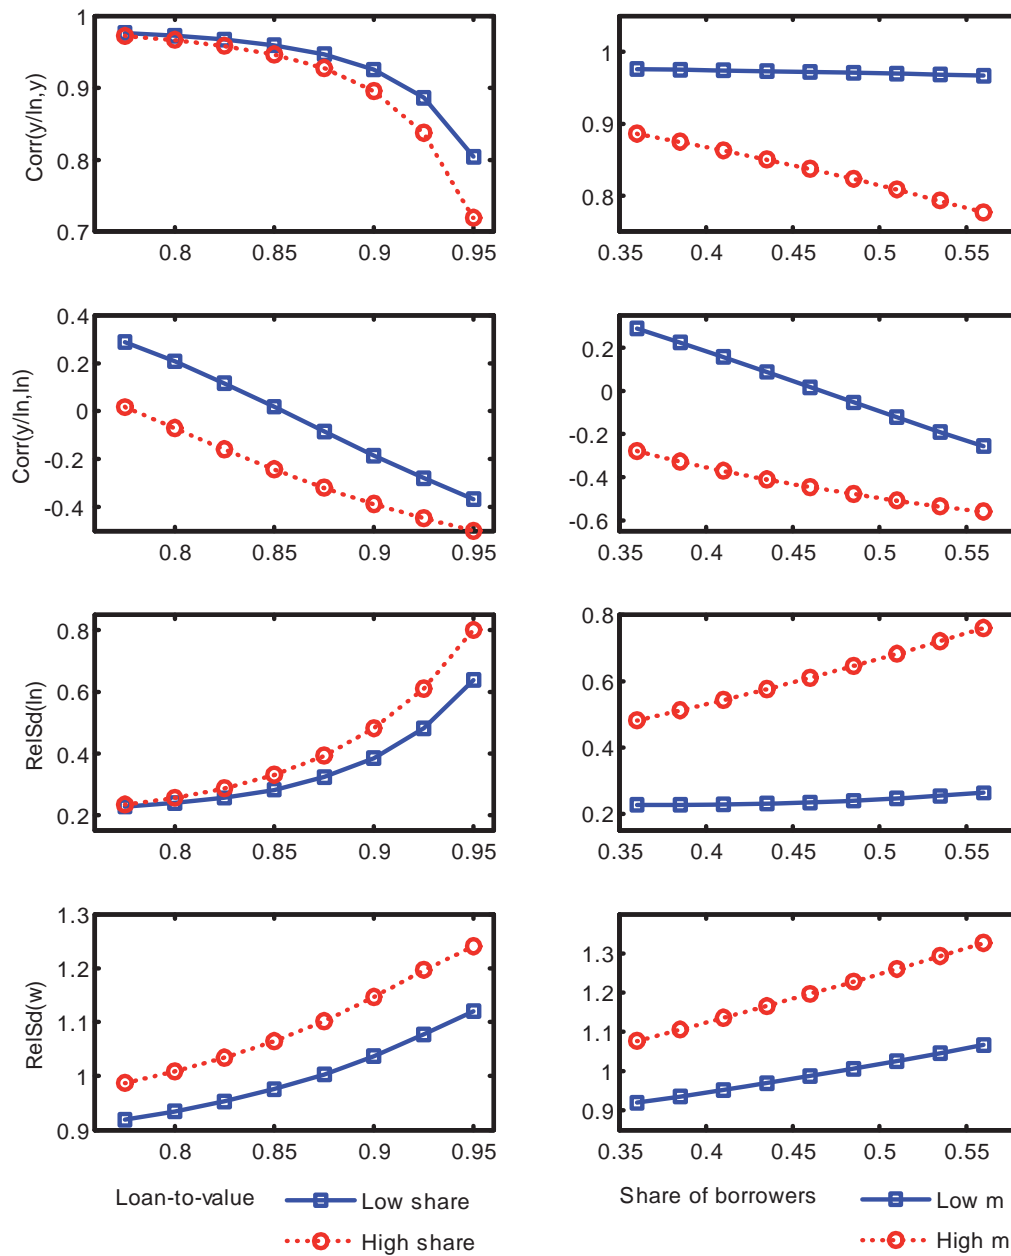 Corr(y/ln,y)
1
0.9
0.8
0.7
0.8 0.85 0.9 0.95
1
0.9
0.8
0.35 0.4 0.45 0.5 0.55
Corr(y/ln,ln)
0.4
0.2
0
-0.2
-0.4
0.8 0.85 0.9 0.95
0.2
0
-0.2
-0.4
-0.6
0.35 0.4 0.45 0.5 0.55
RelSd(ln)
0.8
0.6
0.4
0.2
0.8 0.85 0.9 0.95
0.8
0.6
0.4
0.2
0.35 0.4 0.45 0.5 0.55
RelSd(w)
1.3
1.2
1.1
1
0.9
0.8 0.85 0.9 0.95
1.3
1.2
1.1
1
0.9
0.35 0.4 0.45 0.5 0.55
Loan-to-value
Low share
High share
Share of borrowers
Low m
High m